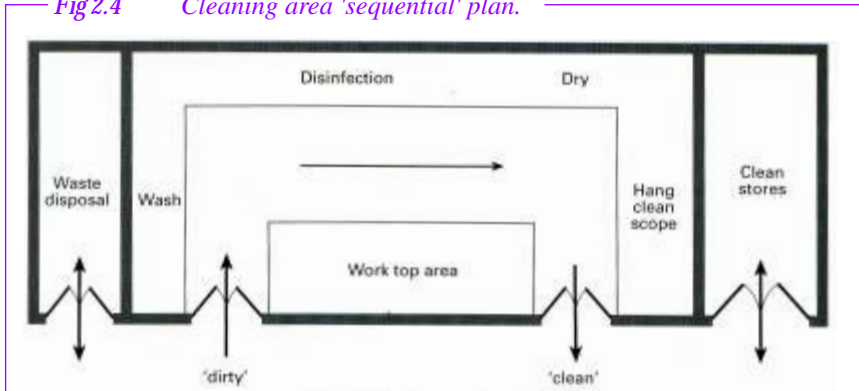 Fig 2.4 Cleaning area 'sequential' plan.
Disinfection
Dry
Waste
disposal
Wash
Hang
clean
scope
Clean
stores
Work top area
'dirty'
'clean'